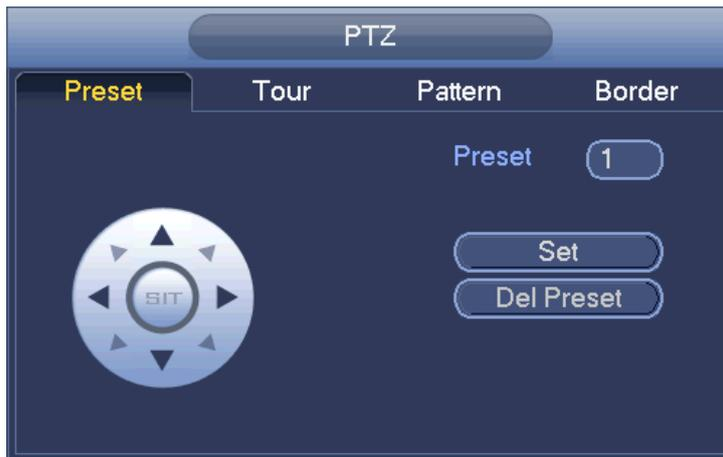 PTZ
Preset Tour Pattern Border
Preset 1
SIT
Set
Del Preset